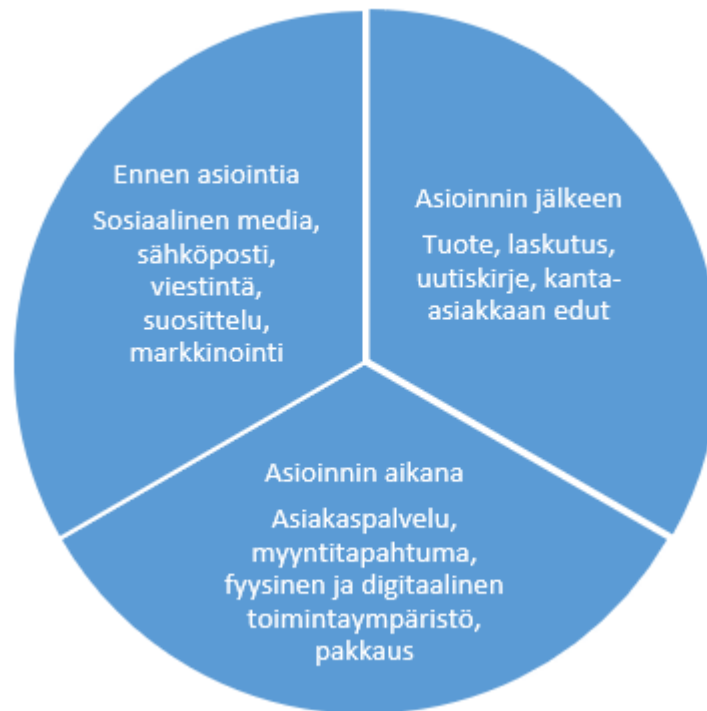 Ennen asiointia
Sosiaalinen media,
sähköposti,
viestintä,
suosittelu,
markkinointi
Asioinnin jälkeen
Tuote, laskutus,
uutiskirje, kanta-
asiakkaan edut
Asioinnin aikana
Asiakaspalvelu,
myyntitapahtuma,
fyysinen ja digitaalinen
toimintaympäristö,
pakkaus